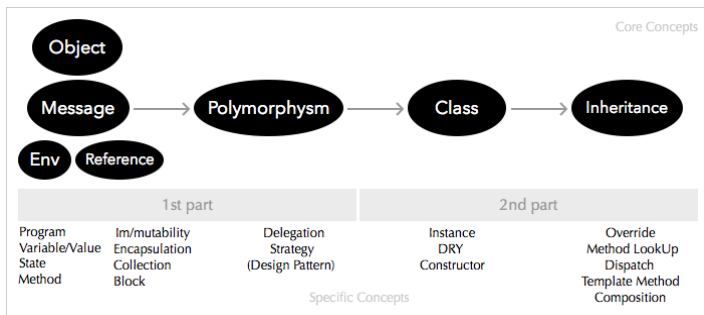 Core Concepts
Object
Message
Polymorphism
Class
Inheritance
Env
Reference
1st part
2nd part
Program
Variable/Value
State
Method
Im/mutability
Encapsulation
Collection
Block
Delegation
Strategy
(Design Pattern)
Instance
DRY
Constructor
Override
Method LookUp
Dispatch
Template Method
Composition
Specific Concepts